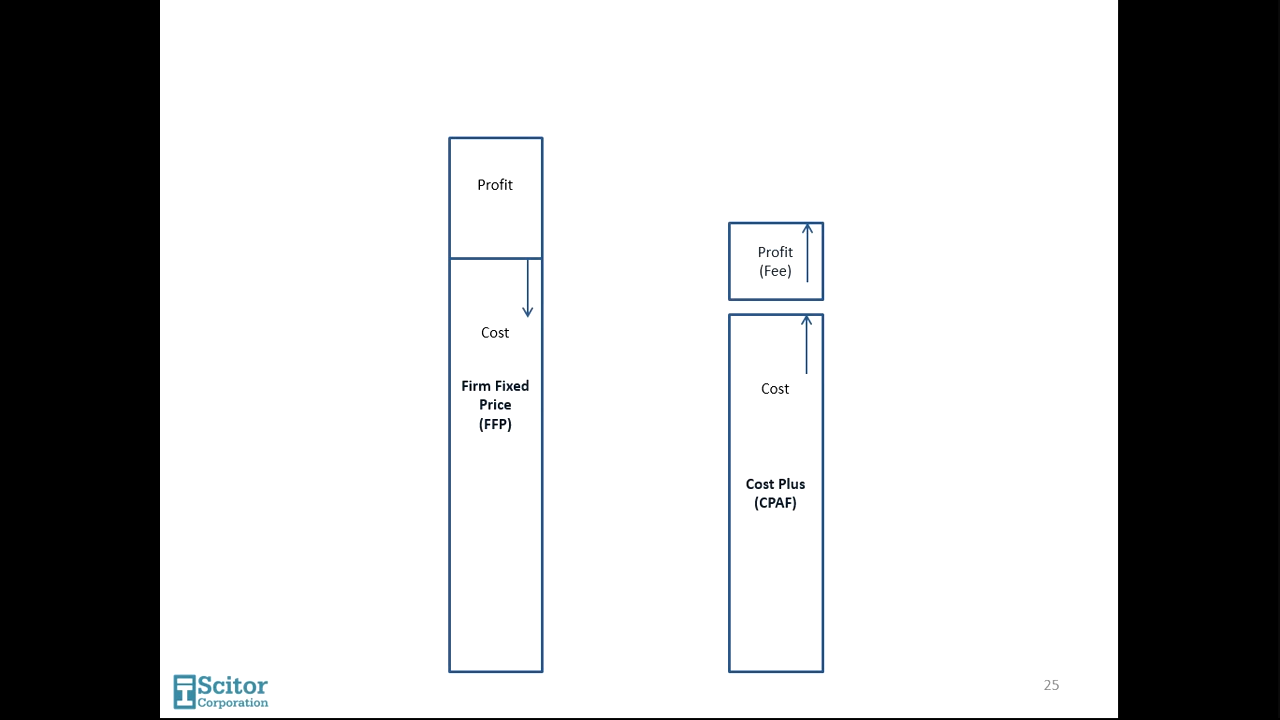 Profit
Cost
Firm Fixed
Price
(FFP)
Profit
(Fee)
Cost
Cost Plus
(CPAF)
Scitor
Corporation
25